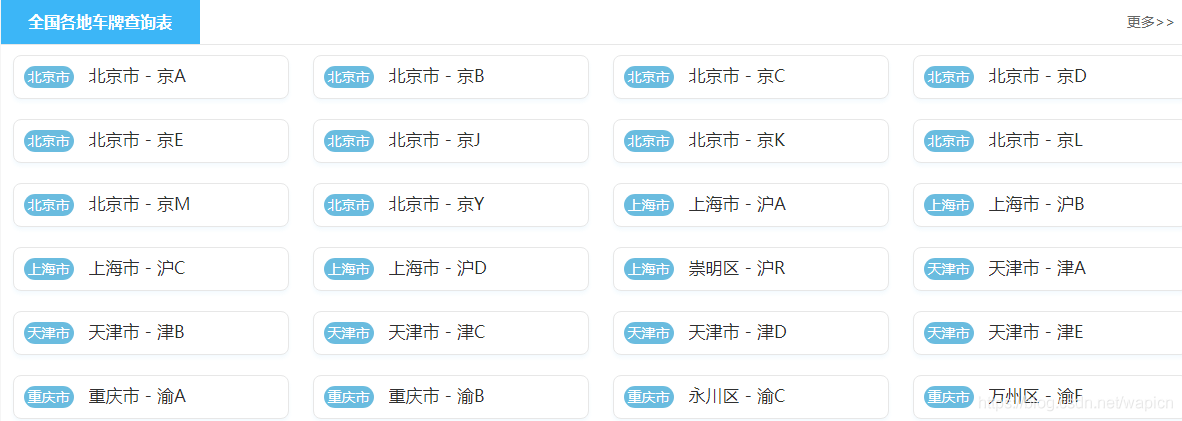 全国各地车牌查询表 更多>>
北京市 北京市 - 京A 北京市 北京市 - 京B 北京市 北京市 - 京C 北京市 北京市 - 京D
北京市 北京市 - 京E 北京市 北京市 - 京J 北京市 北京市 - 京K 北京市 北京市 - 京L
北京市 北京市 - 京M 北京市 北京市 - 京Y 上海市 上海市 - 沪A 上海市 上海市 - 沪B
上海市 上海市 - 沪C 上海市 上海市 - 沪D 上海市 崇明区 - 沪R 天津市 天津市 - 津A
天津市 天津市 - 津B 天津市 天津市 - 津C 天津市 天津市 - 津D 天津市 天津市 - 津E
重庆市 重庆市 - 渝A 重庆市 重庆市 - 渝B 重庆市 永川区 - 渝C 重庆市 万州区 - 渝F
https://blog.csdn.net/wapicn